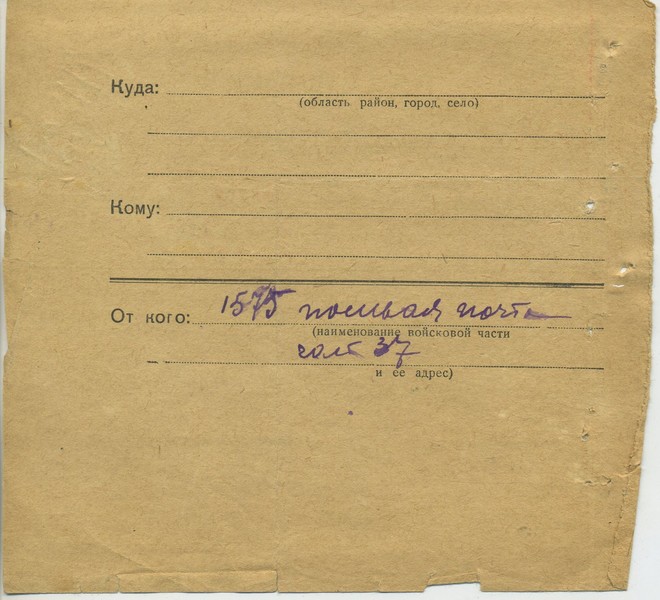 Куда:
(область район, город, село)
Кому:
От кого: 1575 полевая почта
(наименование войсковой части
37
и ее адрес)